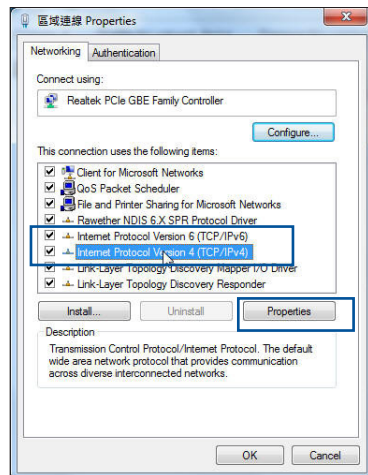 區域連線 Properties
Networking
Authentication
Connect using:
Realtek PCIe GBE Family Controller
Configure...
This connection uses the following items:
Client for Microsoft Networks
QoS Packet Scheduler
File and Printer Sharing for Microsoft Networks
Rawether NDIS 6.X SPR Protocol Driver
Internet Protocol Version 6 (TCP/IPv6)
Internet Protocol Version 4 (TCP/IPv4)
Link-Layer Topology Discovery Mapper I/O Driver
Link-Layer Topology Discovery Responder
Install...
Uninstall
Properties
Description
Transmission Control Protocol/Internet Protocol. The default
wide area network protocol that provides communication
across diverse interconnected networks.
OK
Cancel